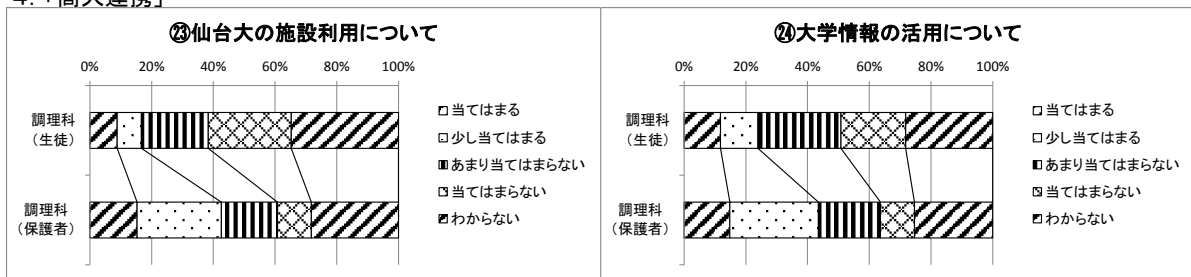 4.「高大連携」
㉓仙台大の施設利用について
0% 20% 40% 60% 80% 100%
調理科
（生徒）
調理科
（保護者）
当てはまる
少し当てはまる
あまり当てはまらない
当てはまらない
わからない
㉔大学情報の活用について
0% 20% 40% 60% 80% 100%
調理科
（生徒）
調理科
（保護者）
当てはまる
少し当てはまる
あまり当てはまらない
当てはまらない
わからない